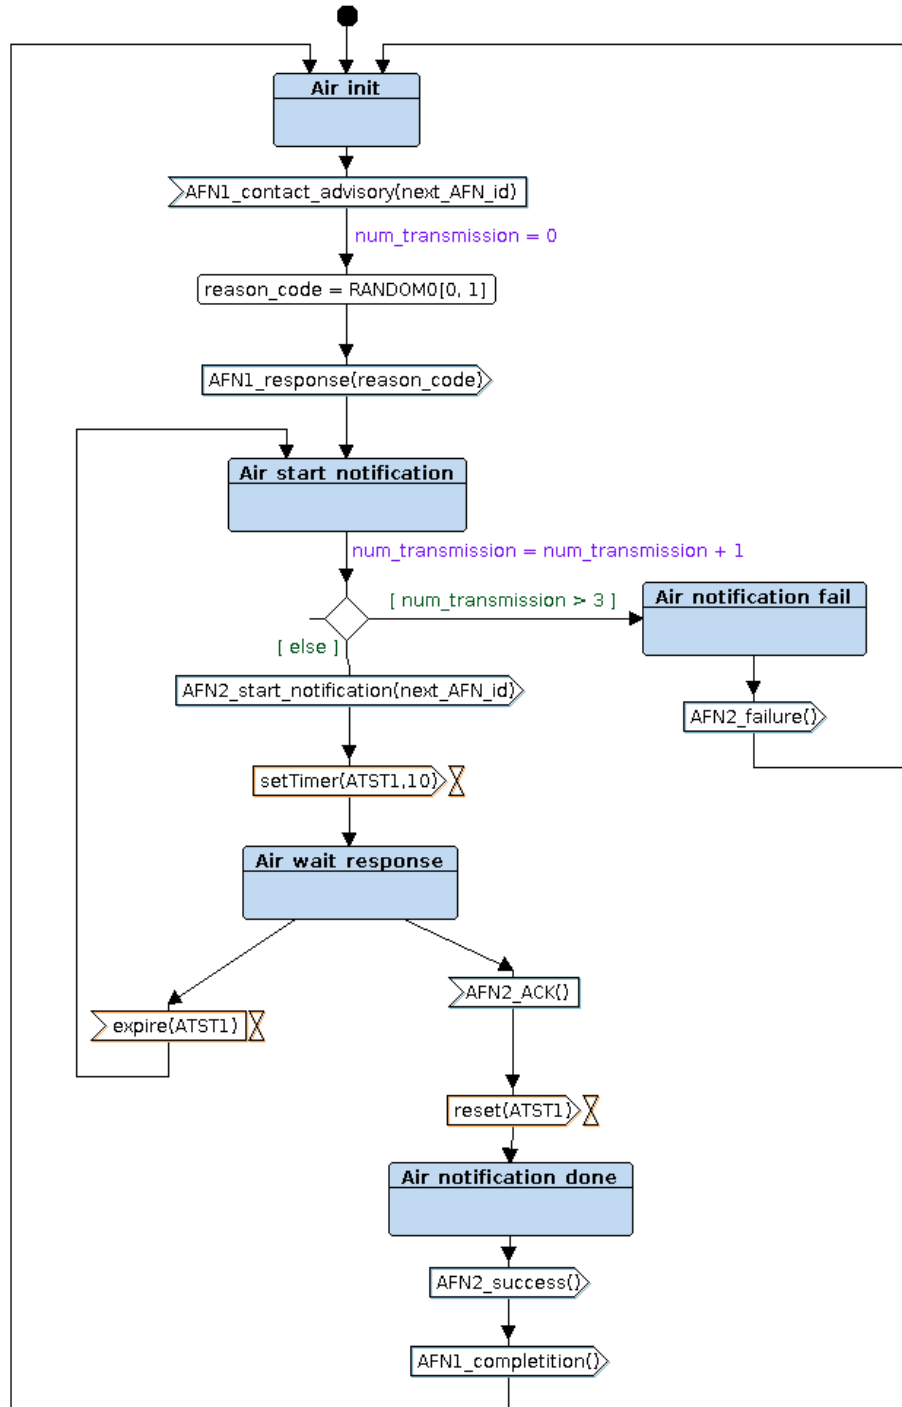 Air init
AFN1_contact_advisory(next_AFN_id)
num_transmission = 0
reason_code = RANDOM0[0, 1]
AFN1_response(reason_code)
Air start notification
num_transmission = num_transmission + 1
[ num_transmission > 3 ]
Air notification fail
[ else ]
AFN2_start_notification(next_AFN_id)
AFN2_failure()
setTimer(ATST1,10)
Air wait response
AFN2_ACK()
expire(ATST1)
reset(ATST1)
Air notification done
AFN2_success()
AFN1_completition()